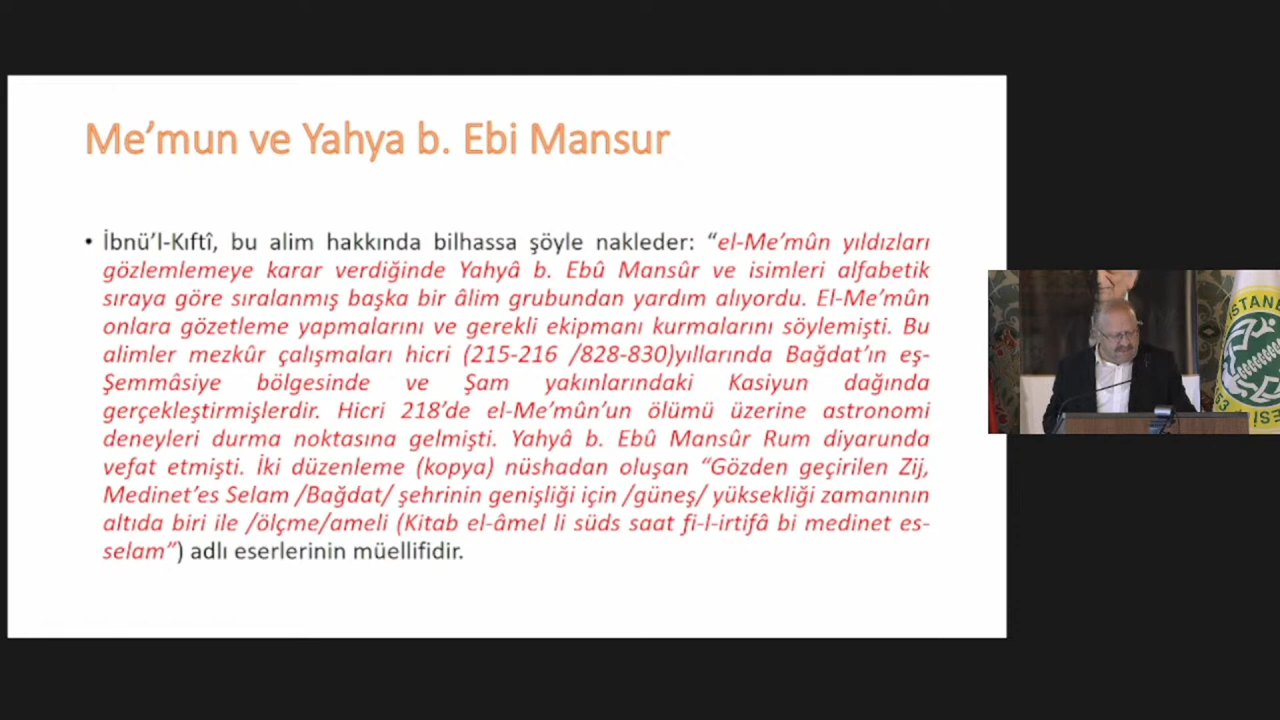 Me’mun ve Yahya b. Ebi Mansur
• İbnü’l-Kıftî, bu alim hakkında bilhassa şöyle nakleder: “el-Me’mûn yıldızları
gözlemlemeye karar verdiğinde Yahyâ b. Ebû Mansûr ve isimleri alfabetik
sıraya göre sıralanmış başka bir âlim grubundan yardım alıyordu. El-Me’mûn
onlara gözetleme yapmalarını ve gerekli ekipmanı kurmalarını söylemişti. Bu
alimler mezkûr çalışmaları hicri (215-216 /828-830)yıllarında Bağdat’ın eş-
Şemmâsiye bölgesinde ve Şam yakınlarındaki Kasiyun dağında
gerçekleştirmişlerdir. Hicri 218’de el-Me’mûn’un ölümü üzerine astronomi
deneyleri durma noktasına gelmişti. Yahyâ b. Ebû Mansûr Rum diyarunda
vefat etmişti. İki düzenleme (kopya) nüshadan oluşan “Gözden geçirilen Zij,
Medinet’es Selam /Bağdat/ şehrinin genişliği için /güneş/ yüksekliği zamanının
altıda biri ile /ölçme/ameli (Kitab el-âmel li süds saat fi-l-irtifâ bi medinet es-
selam”) adlı eserlerinin müellifidir.